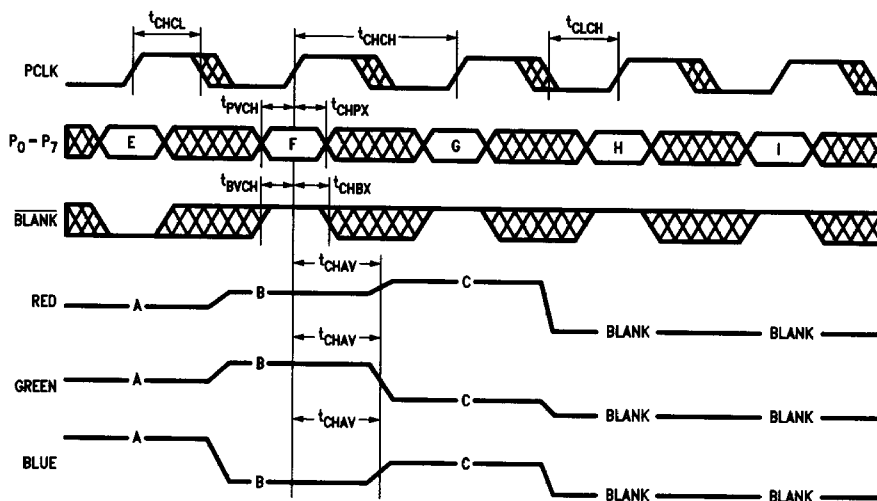 tCHCL tCHCH tCLCH
PCLK
tPVCH tCHPX
P0-P7 E F G H I
tBVCH tCHBX
BLANK
tCHAV
RED A B C BLANK BLANK
tCHAV
GREEN A B C BLANK BLANK
tCHAV
BLUE A B C BLANK BLANK